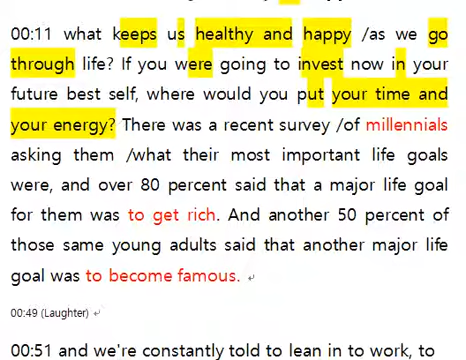 00:11 what keeps us healthy and happy /as we go
through life? If you were going to invest now in your
future best self, where would you put your time and
your energy? There was a recent survey /of millennials
asking them /what their most important life goals
were, and over 80 percent said that a major life goal
for them was to get rich. And another 50 percent of
those same young adults said that another major life
goal was to become famous. ↵
00:49 (Laughter) ↵
00:51 and we're constantly told to lean in to work, to